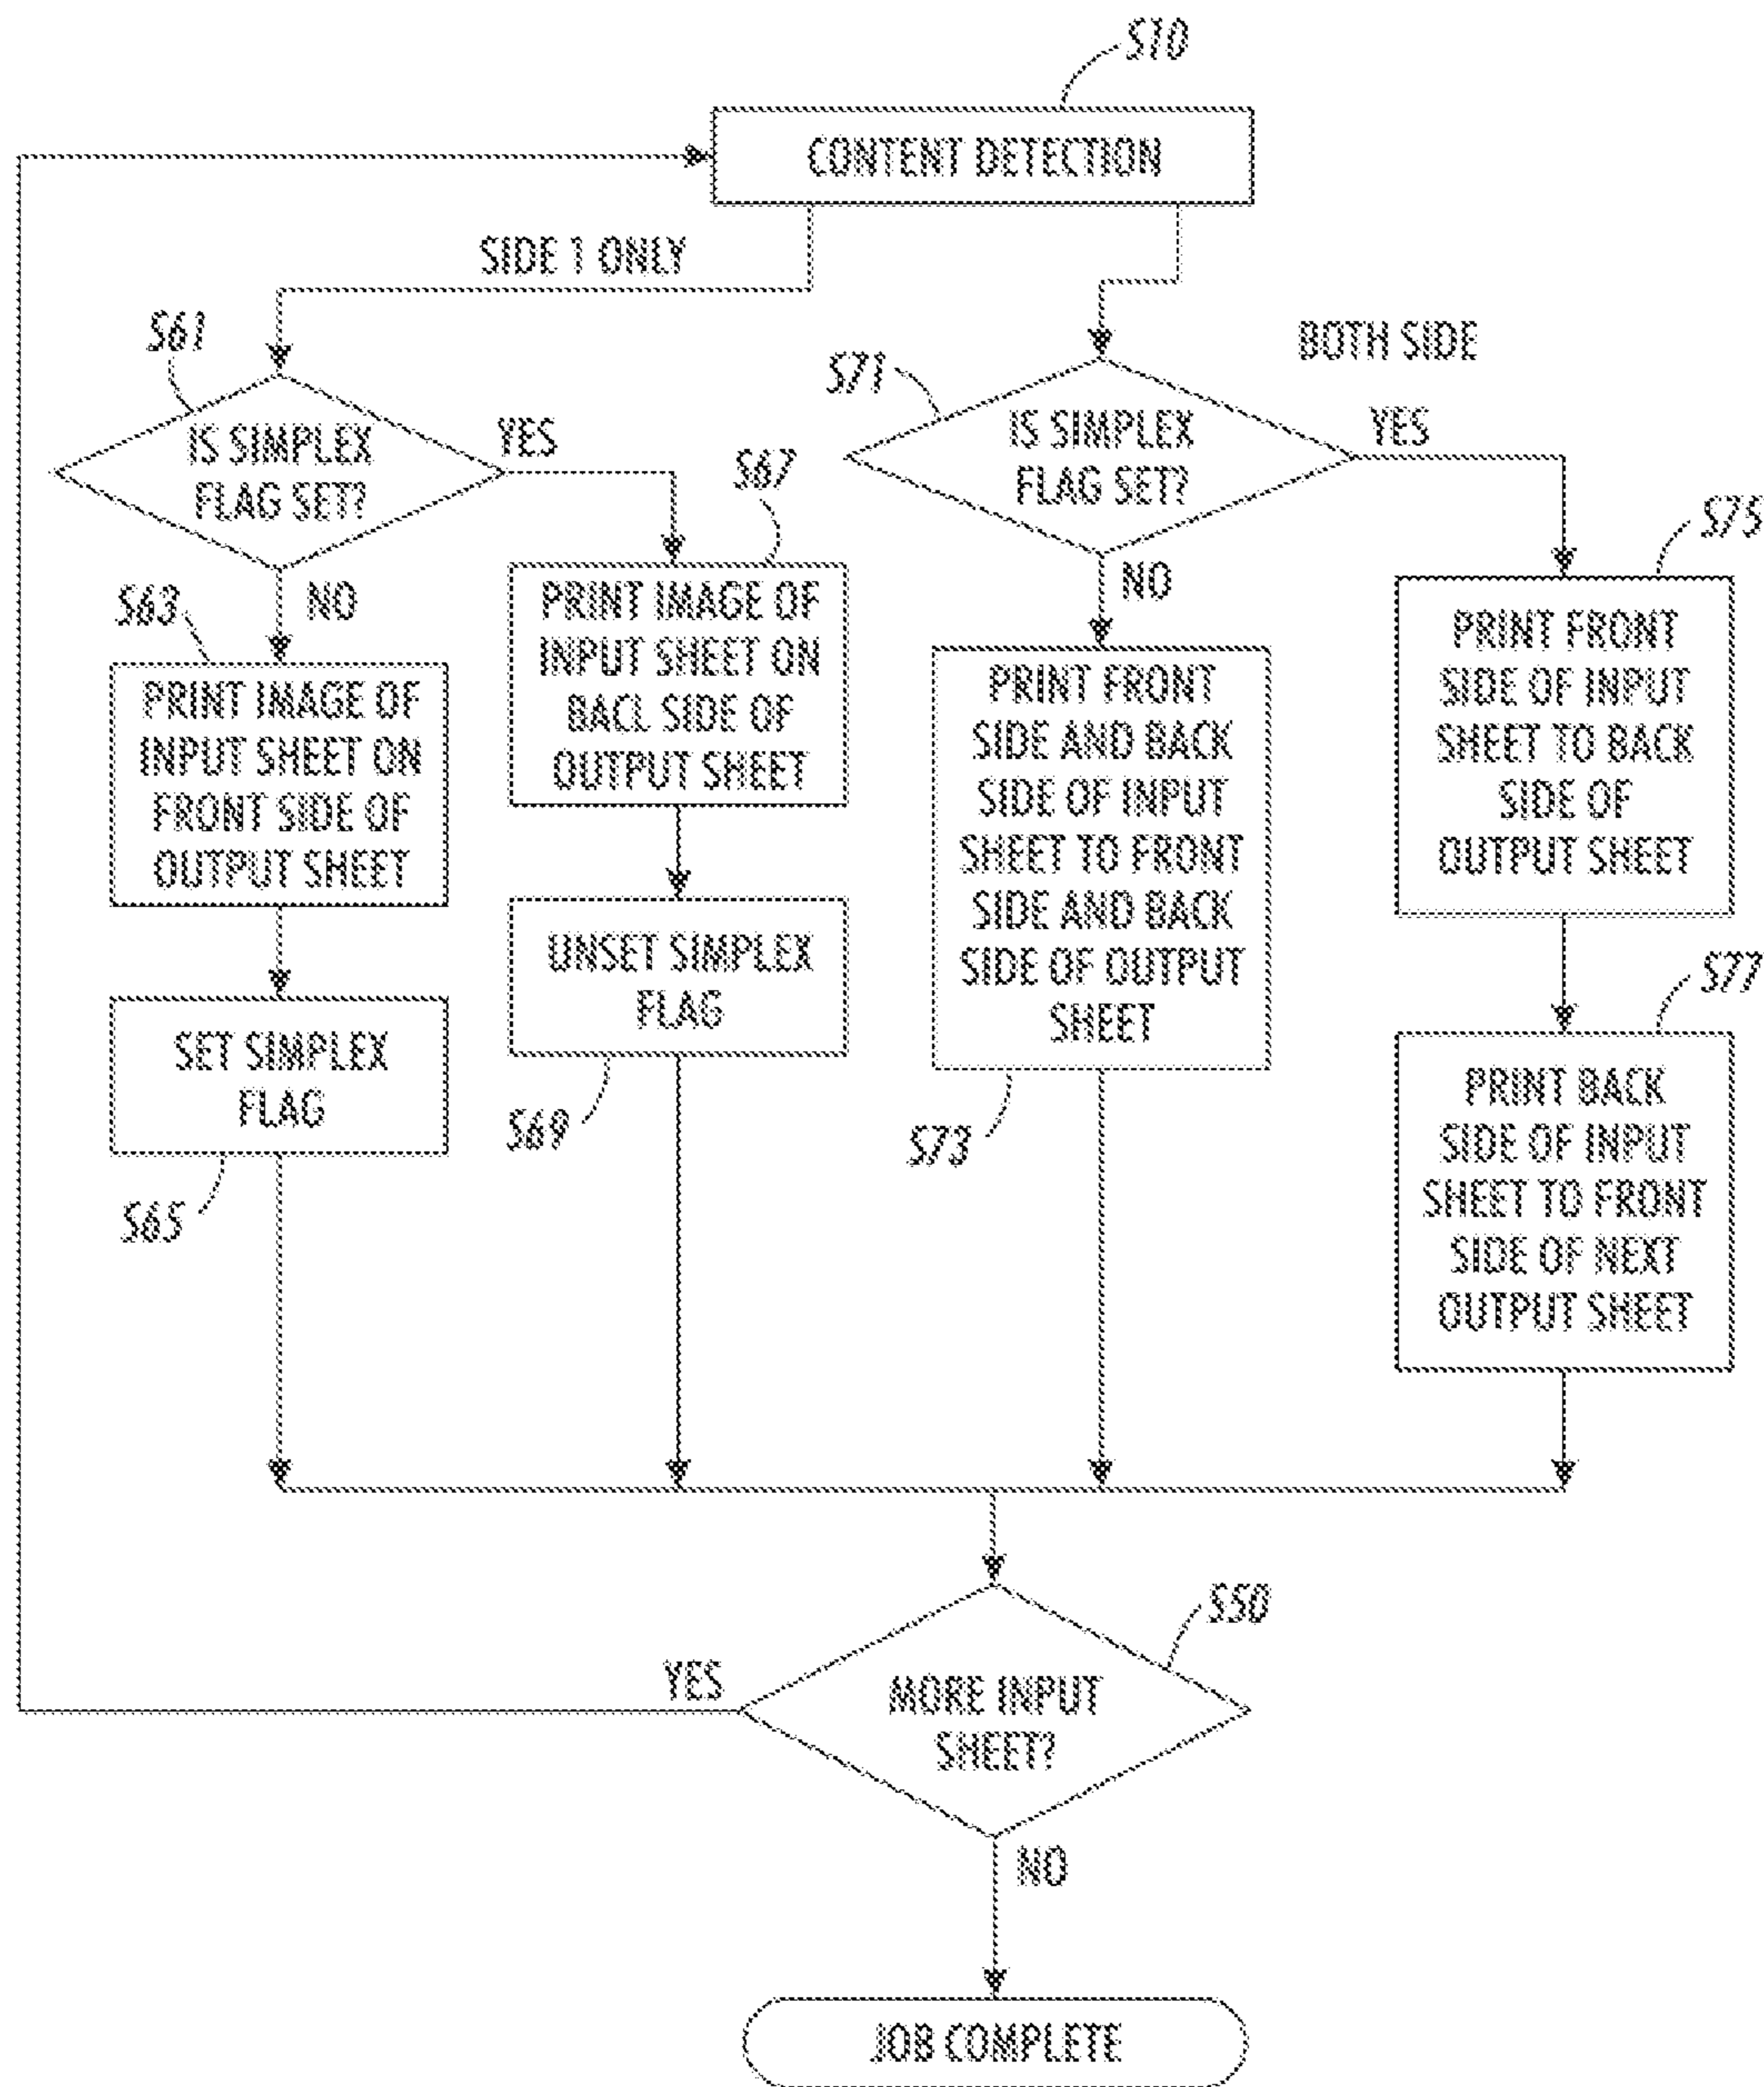 S10
CONTENT DETECTION
SIDE 1 ONLY
BOTH SIDE
S61
IS SIMPLEX
FLAG SET?
YES
NO
S71
IS SIMPLEX
FLAG SET?
YES
NO
S63
PRINT IMAGE OF
INPUT SHEET ON
FRONT SIDE OF
OUTPUT SHEET
S67
PRINT IMAGE OF
INPUT SHEET ON
BACL SIDE OF
OUTPUT SHEET
PRINT FRONT
SIDE AND BACK
SIDE OF INPUT
SHEET TO FRONT
SIDE AND BACK
SIDE OF OUTPUT
SHEET
S73
S75
PRINT FRONT
SIDE OF INPUT
SHEET TO BACK
SIDE OF
OUTPUT SHEET
SET SIMPLEX
FLAG
S65
UNSET SIMPLEX
FLAG
S69
S77
PRINT BACK
SIDE OF INPUT
SHEET TO FRONT
SIDE OF NEXT
OUTPUT SHEET
S50
MORE INPUT
SHEET?
YES
NO
JOB COMPLETE